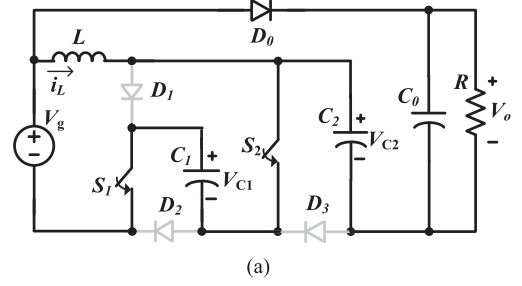 D0
L
iL
D1
Vg
+
−
S1
C1
+
VC1
−
D2
S2
C2
+
VC2
−
D3
C0
R
+
Vo
−
(a)